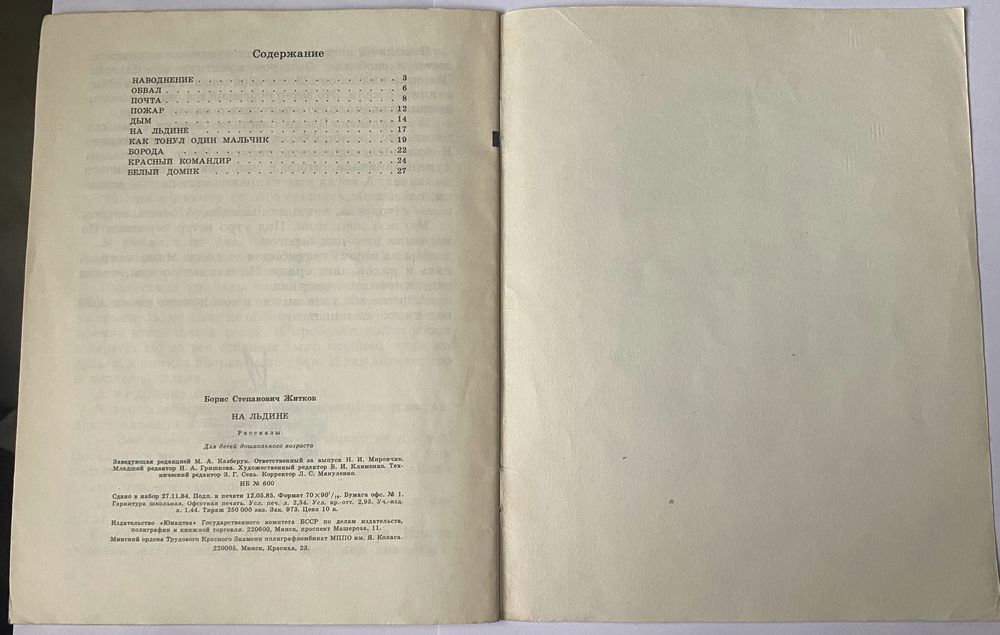 Содержание
НАВОДНЕНИЕ . . . . . . . . . . . . . . . . . 3
ОБВАЛ . . . . . . . . . . . . . . . . . . . 6
ПОЧТА . . . . . . . . . . . . . . . . . . . 8
ПОЖАР . . . . . . . . . . . . . . . . . . . 12
ДЫМ . . . . . . . . . . . . . . . . . . . 14
НА ЛЬДИНЕ . . . . . . . . . . . . . . . . . 17
КАК ТОНУЛ ОДИН МАЛЬЧИК . . . . . . . . . . . 19
БОРОДА . . . . . . . . . . . . . . . . . . 22
КРАСНЫЙ КОМАНДИР . . . . . . . . . . . . . . 24
БЕЛЫЙ ДОМИК . . . . . . . . . . . . . . . . 27
Борис Степанович Житков
НА ЛЬДИНЕ
Рассказы
Для детей дошкольного возраста
Заведующая редакцией М. А. Казберук. Ответственный за выпуск Н. И. Мирончик.
Младший редактор Н. А. Гришкова. Художественный редактор В. И. Клименко. Тех-
нический редактор З. Г. Сень. Корректор Л. С. Мануленко.
ИБ № 600
Сдано в набор 27.11.84. Подп. к печати 12.05.85. Формат 70×90¹/₁₆. Бумага офс. № 1.
Гарнитура школьная. Офсетная печать. Усл. печ. л. 2,34. Усл. кр.-отт. 2,93. Уч.-изд.
л. 1,44. Тираж 250 000 экз. Зак. 973. Цена 10 к.
Издательство «Юнацтва» Государственного комитета БССР по делам издательств,
полиграфии и книжной торговли. 220600, Минск, проспект Машерова, 11.
Минский ордена Трудового Красного Знамени полиграфкомбинат МППО им. Я. Коласа.
220005, Минск, Красная, 23.